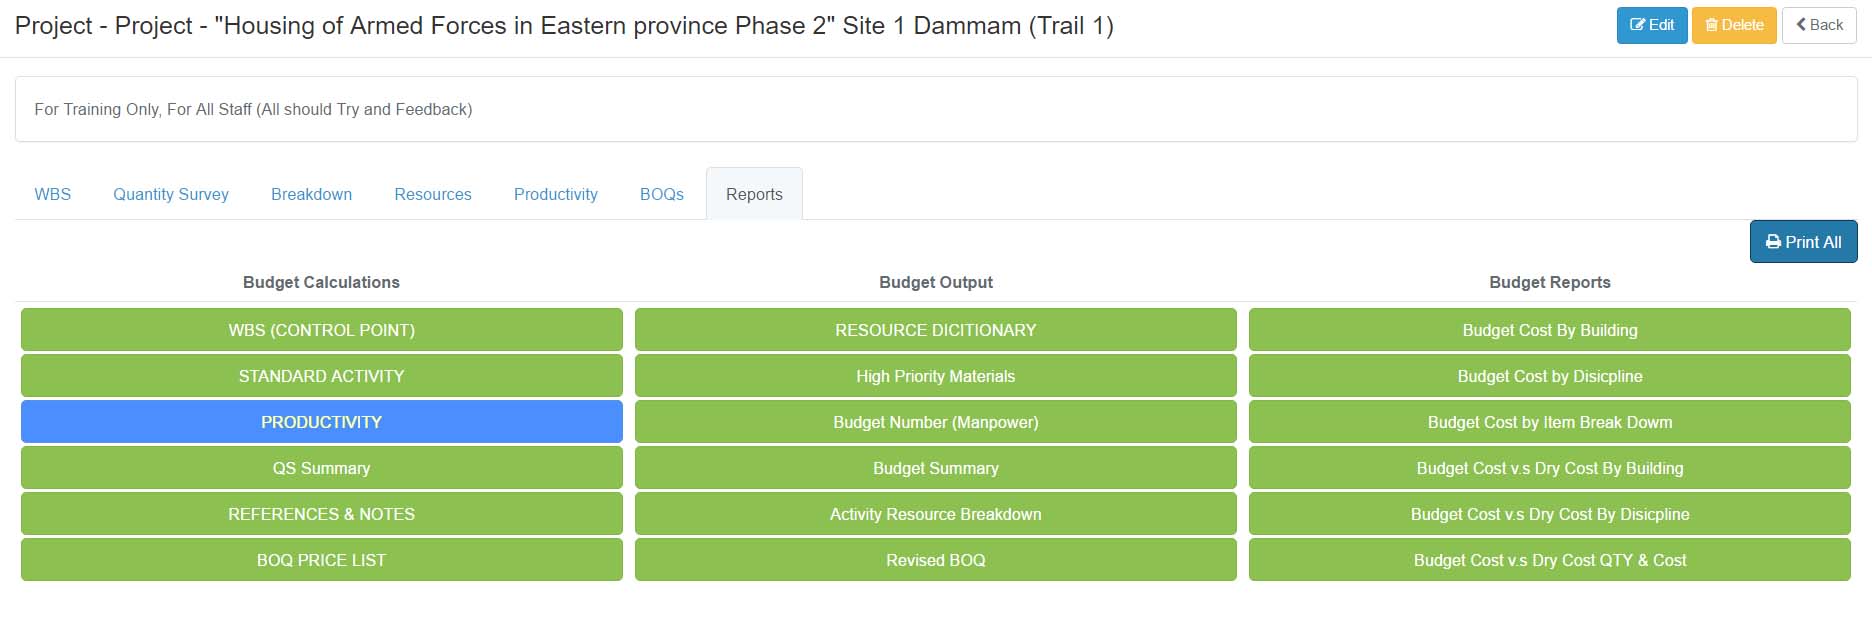 Project - Project - "Housing of Armed Forces in Eastern province Phase 2" Site 1 Dammam (Trail 1)
Edit
Delete
Back
For Training Only, For All Staff (All should Try and Feedback)
WBS
Quantity Survey
Breakdown
Resources
Productivity
BOQs
Reports
Print All
Budget Calculations
WBS (CONTROL POINT)
STANDARD ACTIVITY
PRODUCTIVITY
QS Summary
REFERENCES & NOTES
BOQ PRICE LIST
Budget Output
RESOURCE DICITIONARY
High Priority Materials
Budget Number (Manpower)
Budget Summary
Activity Resource Breakdown
Revised BOQ
Budget Reports
Budget Cost By Building
Budget Cost by Disicpline
Budget Cost by Item Break Dowm
Budget Cost v.s Dry Cost By Building
Budget Cost v.s Dry Cost By Disicpline
Budget Cost v.s Dry Cost QTY & Cost